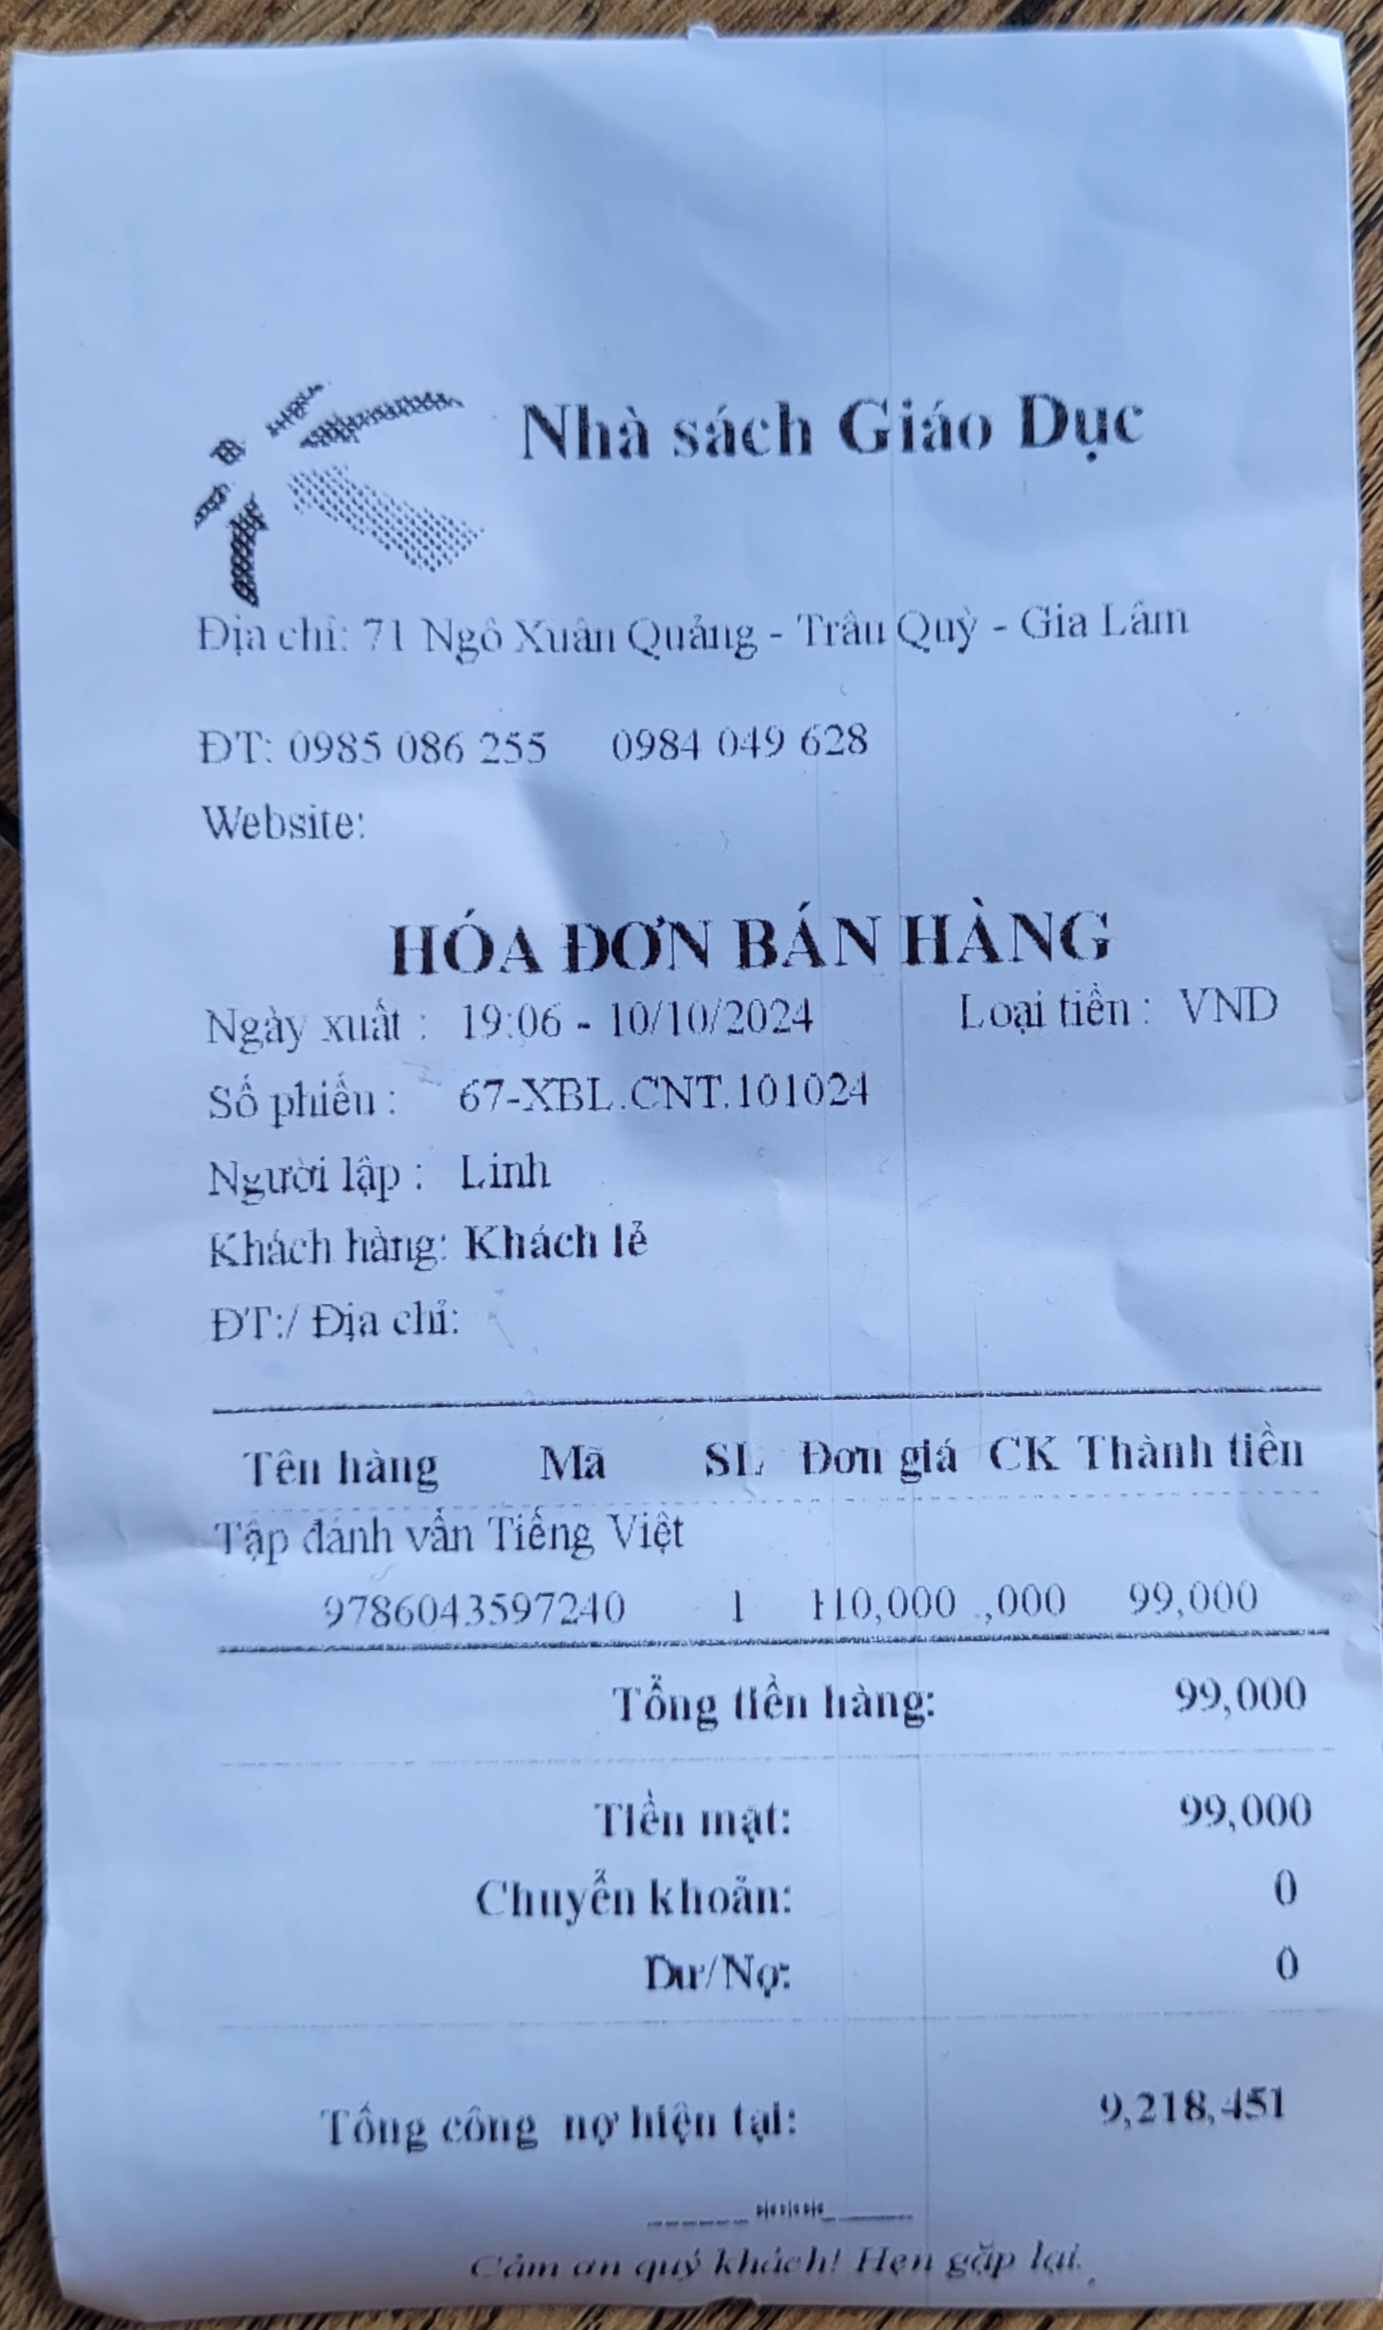 Nhà sách Giáo Dục
Địa chỉ: 71 Ngô Xuân Quảng - Trâu Quỳ - Gia Lâm
ĐT: 0985 086 255 0984 049 628
Website:
HÓA ĐƠN BÁN HÀNG
Ngày xuất : 19:06 - 10/10/2024 Loại tiền : VND
Số phiếu : 67-XBL.CNT.101024
Người lập : Linh
Khách hàng: Khách lẻ
ĐT:/ Địa chỉ:
Tên hàng Mã SL Đơn giá CK Thành tiền
Tập đánh vần Tiếng Việt
9786043597240 1 110,000 ,000 99,000
Tổng tiền hàng: 99,000
Tiền mặt: 99,000
Chuyển khoản: 0
Dư/Nợ: 0
Tổng công nợ hiện tại: 9,218,451
______*****______
Cảm ơn quý khách! Hẹn gặp lại.